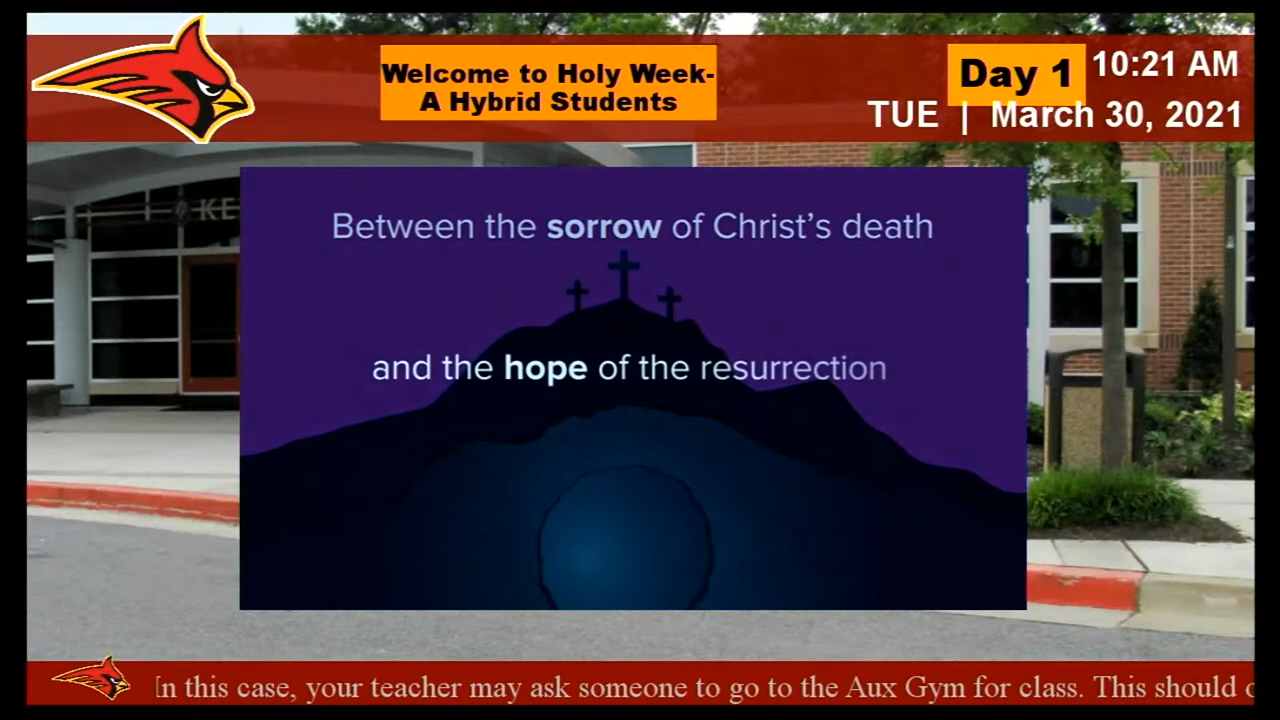 Welcome to Holy Week-
A Hybrid Students
Day 1
10:21 AM
TUE | March 30, 2021
KE
Between the sorrow of Christ's death
and the hope of the resurrection
In this case, your teacher may ask someone to go to the Aux Gym for class. This should